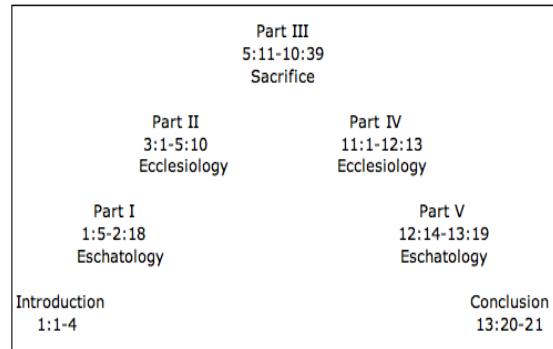 Part III
5:11-10:39
Sacrifice
Part II Part IV
3:1-5:10 11:1-12:13
Ecclesiology Ecclesiology
Part I Part V
1:5-2:18 12:14-13:19
Eschatology Eschatology
Introduction Conclusion
1:1-4 13:20-21